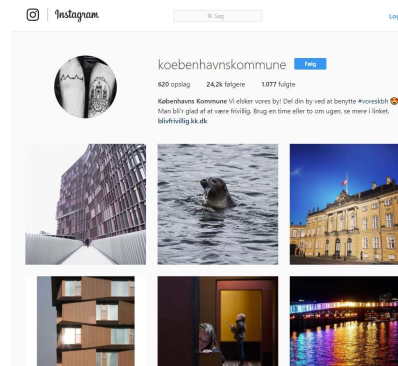 Instagram
Søg
Log
koebenhavnskommune Følg
620 opslag 24,2k følgere 1.077 fulgte
Københavns Kommune Vi elsker vores by! Del din by ved at benytte #voreskbh 😍
Man bli'r glad af at være frivillig. Brug en time eller to om ugen, se mere i linket.
blivfrivillig.kk.dk